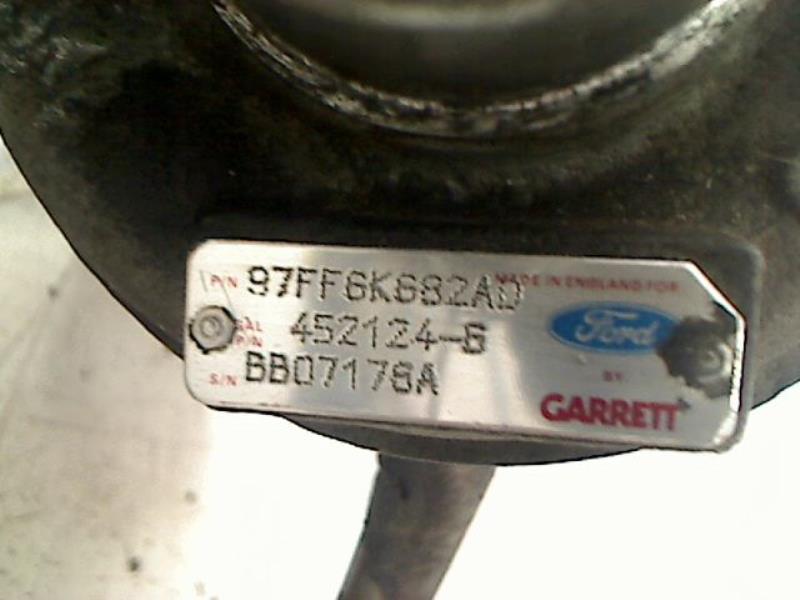 P/N 97FF6K682AD MADE IN ENGLAND FOR
GAL P/N 452124-6 Ford
S/N BB07178A BY
GARRETT